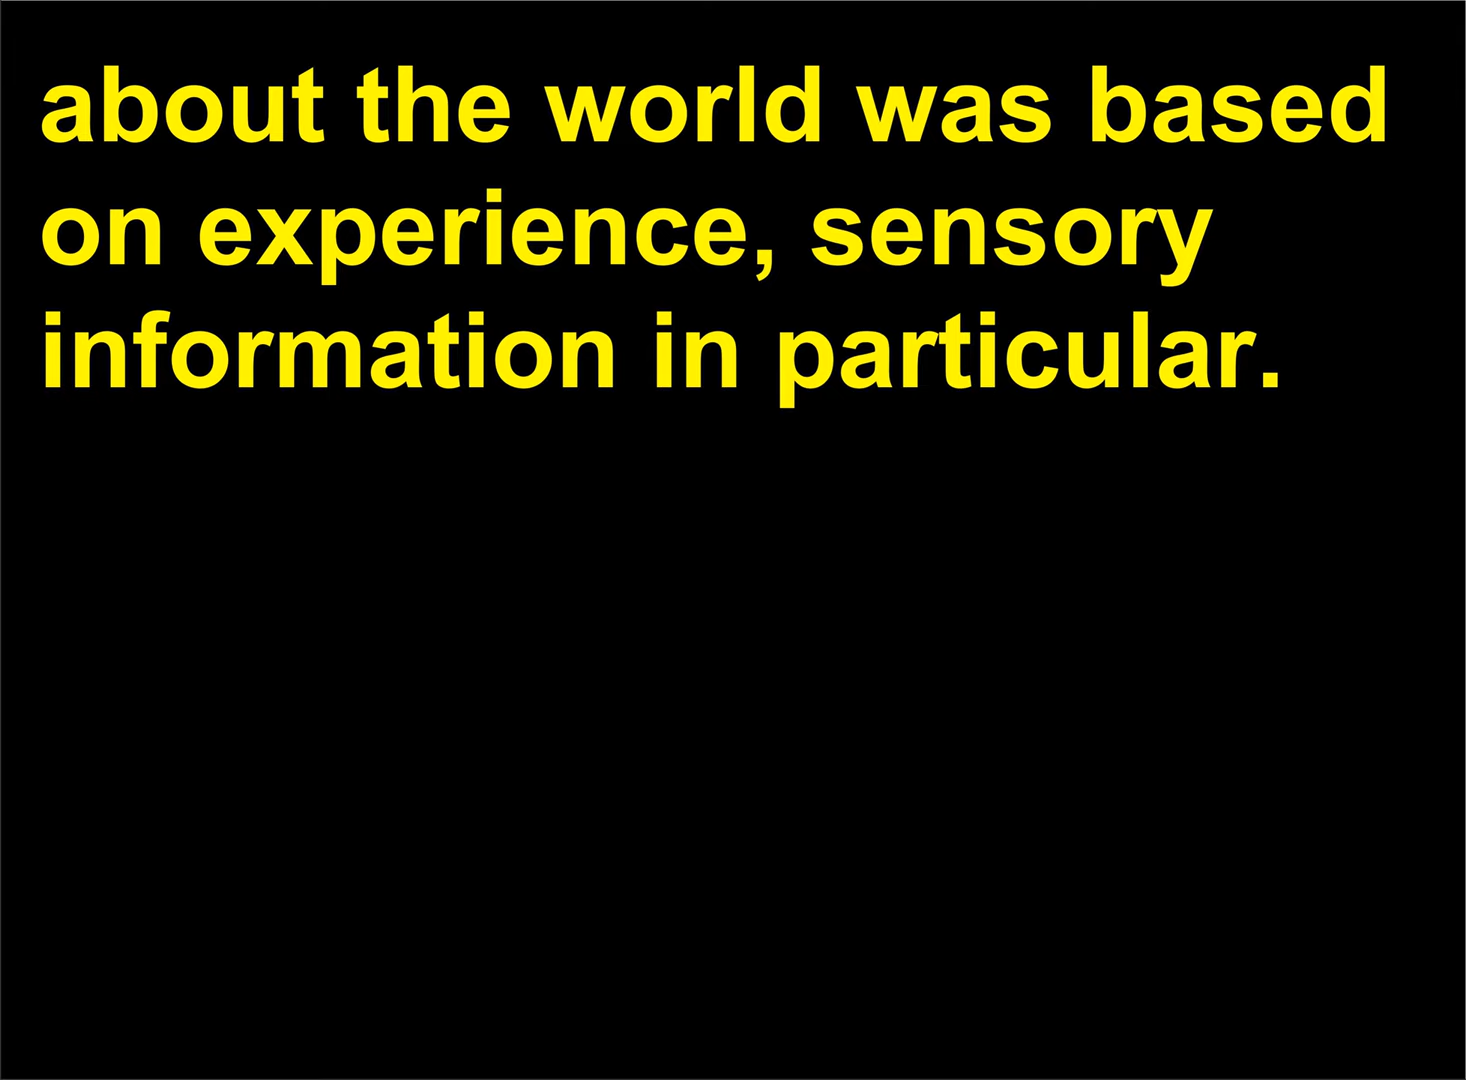 about the world was based
on experience, sensory
information in particular.